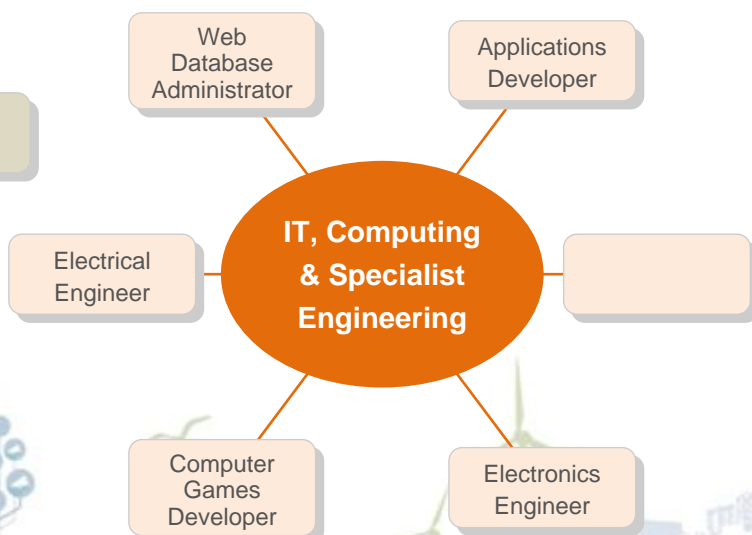 Web
Database
Administrator
Applications
Developer
IT, Computing
& Specialist
Engineering
Electrical
Engineer
Computer
Games
Developer
Electronics
Engineer